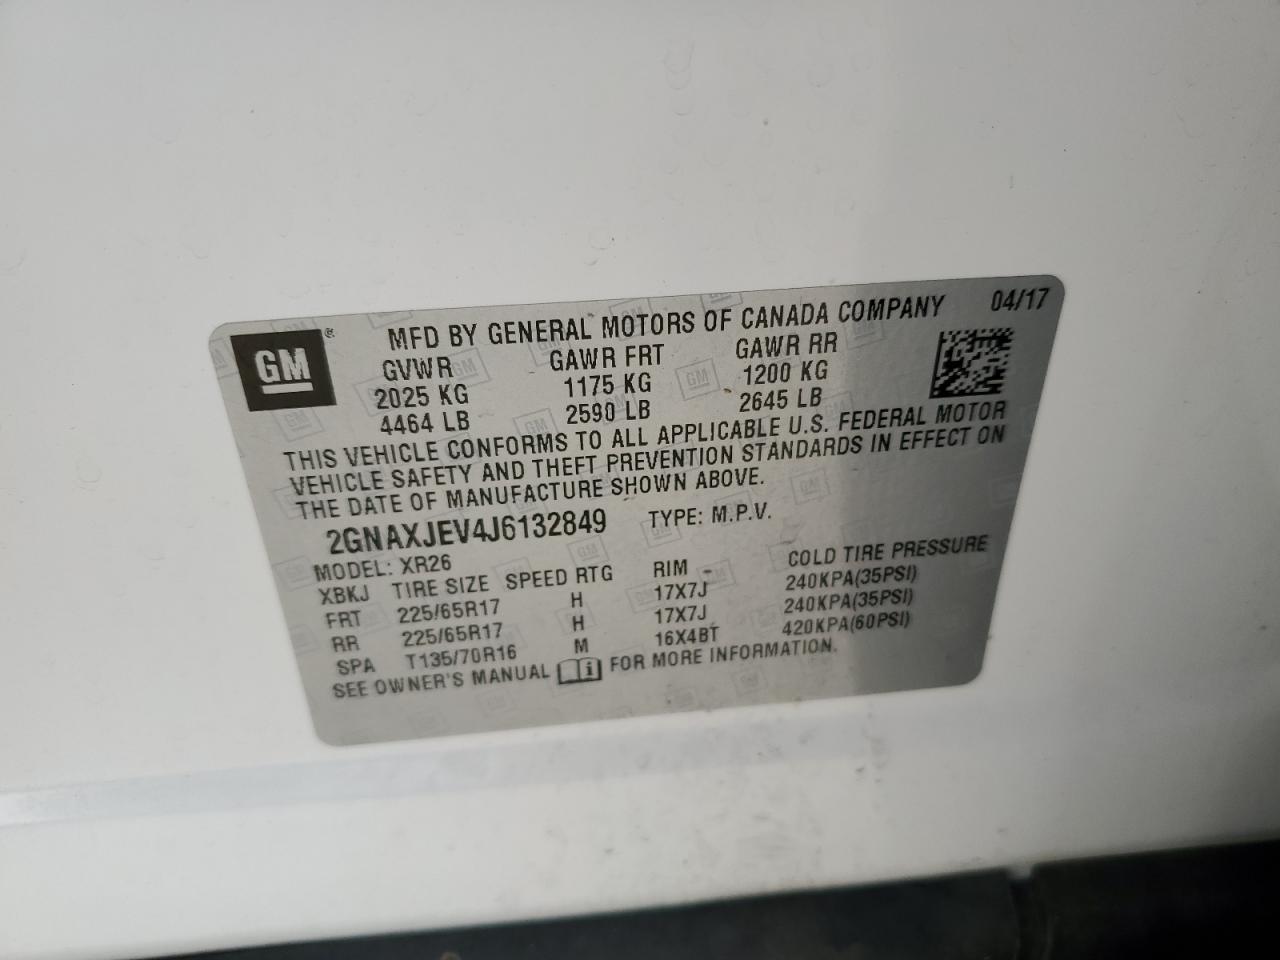 GM ® MFD BY GENERAL MOTORS OF CANADA COMPANY 04/17
GVWR GAWR FRT GAWR RR
2025 KG 1175 KG 1200 KG
4464 LB 2590 LB 2645 LB
THIS VEHICLE CONFORMS TO ALL APPLICABLE U.S. FEDERAL MOTOR
VEHICLE SAFETY AND THEFT PREVENTION STANDARDS IN EFFECT ON
THE DATE OF MANUFACTURE SHOWN ABOVE.
2GNAXJEV4J6132849 TYPE: M.P.V.
MODEL: XR26
XBKJ TIRE SIZE SPEED RTG RIM COLD TIRE PRESSURE
FRT 225/65R17 H 17X7J 240KPA(35PSI)
RR 225/65R17 H 17X7J 240KPA(35PSI)
SPA T135/70R16 M 16X4BT 420KPA(60PSI)
SEE OWNER'S MANUAL FOR MORE INFORMATION.